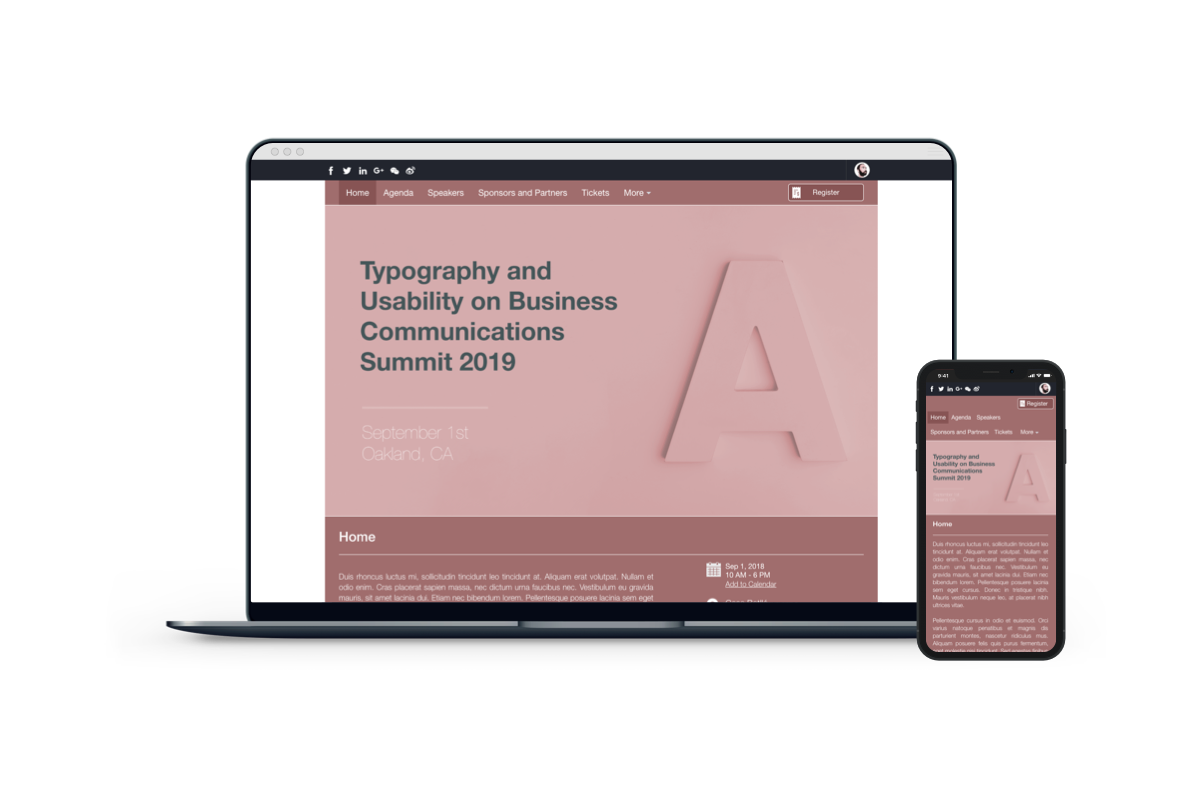 Home Agenda Speakers Sponsors and Partners Tickets More Register
Typography and
Usability on Business
Communications
Summit 2019
September 1st
Oakland, CA
Home
Duis rhoncus luctus mi, sollicitudin tincidunt leo tincidunt at. Aliquam erat volutpat. Nullam et
odio enim. Cras placerat sapien massa, nec dictum urna faucibus nec. Vestibulum eu gravida
mauris, sit amet lacinia dui. Etiam nec bibendum lorem. Pellentesque posuere lacinia sem eget
Sep 1, 2018
10 AM - 6 PM
Add to Calendar
9:41
Register
Home Agenda Speakers
Sponsors and Partners Tickets More
Typography and
Usability on Business
Communications
Summit 2019
Home
Duis rhoncus luctus mi, sollicitudin tincidunt leo
tincidunt at. Aliquam erat volutpat. Nullam et
odio enim. Cras placerat sapien massa, nec
dictum urna faucibus nec. Vestibulum eu
gravida mauris, sit amet lacinia dui. Etiam nec
bibendum lorem. Pellentesque posuere lacinia
sem eget cursus. Donec in tristique nibh.
Mauris vestibulum neque leo, at placerat nibh
ultrices vitae.
Pellentesque cursus in odio et euismod. Orci
varius natoque penatibus et magnis dis
parturient montes, nascetur ridiculus mus.
Aliquam posuere felis quis purus fermentum,